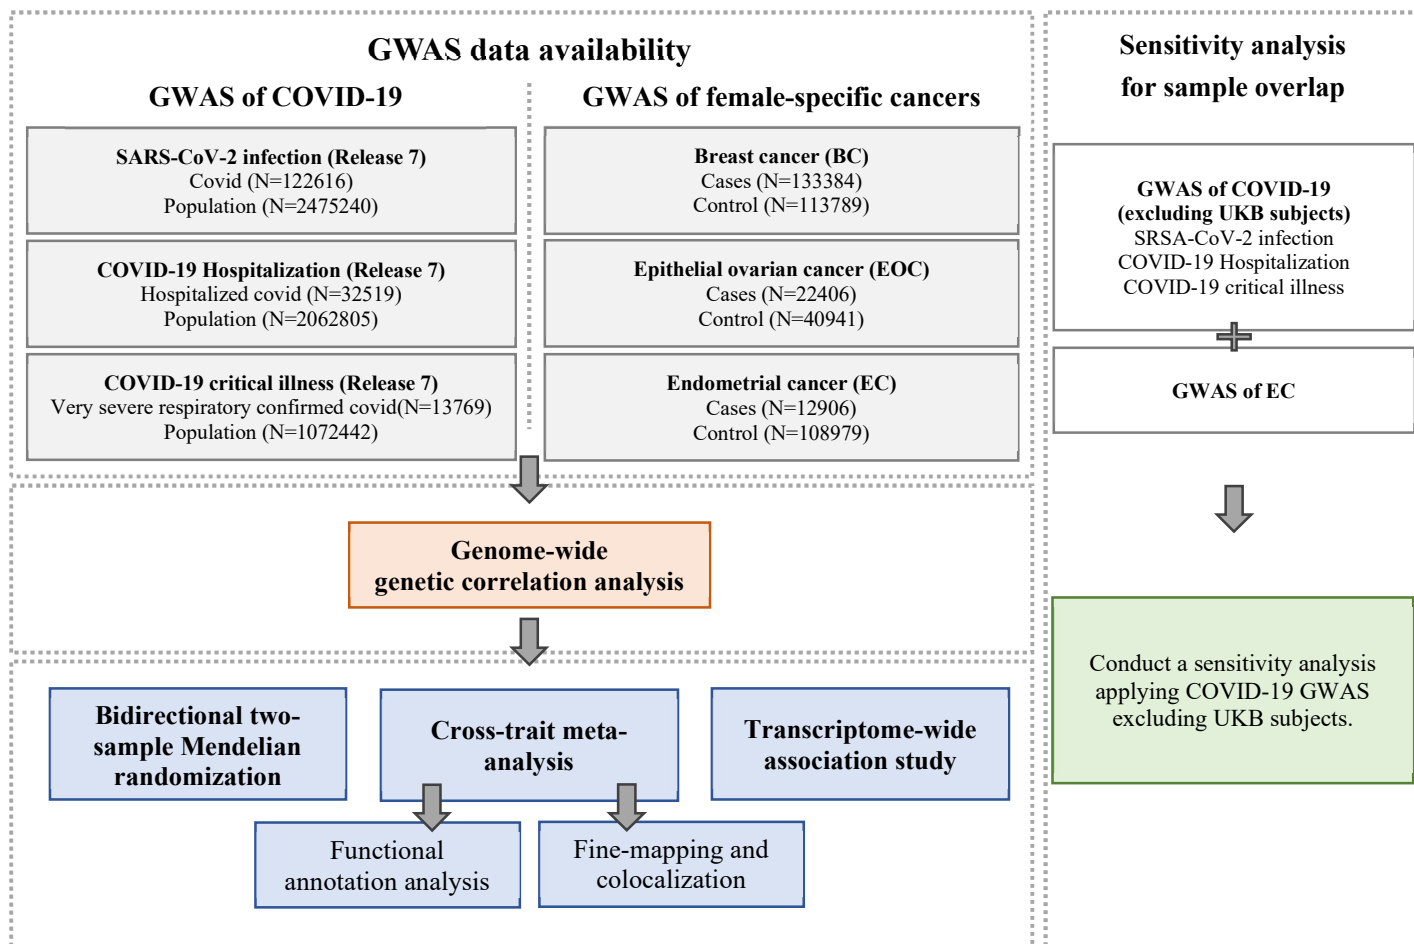 GWAS data availability
GWAS of COVID-19
SARS-CoV-2 infection (Release 7)
Covid (N=122616)
Population (N=2475240)
COVID-19 Hospitalization (Release 7)
Hospitalized covid (N=32519)
Population (N=2062805)
COVID-19 critical illness (Release 7)
Very severe respiratory confirmed covid(N=13769)
Population (N=1072442)
GWAS of female-specific cancers
Breast cancer (BC)
Cases (N=133384)
Control (N=113789)
Epithelial ovarian cancer (EOC)
Cases (N=22406)
Control (N=40941)
Endometrial cancer (EC)
Cases (N=12906)
Control (N=108979)
Genome-wide
genetic correlation analysis
Bidirectional two-
sample Mendelian
randomization
Cross-trait meta-
analysis
Transcriptome-wide
association study
Functional
annotation analysis
Fine-mapping and
colocalization
Sensitivity analysis
for sample overlap
GWAS of COVID-19
(excluding UKB subjects)
SRSA-CoV-2 infection
COVID-19 Hospitalization
COVID-19 critical illness
GWAS of EC
Conduct a sensitivity analysis
applying COVID-19 GWAS
excluding UKB subjects.